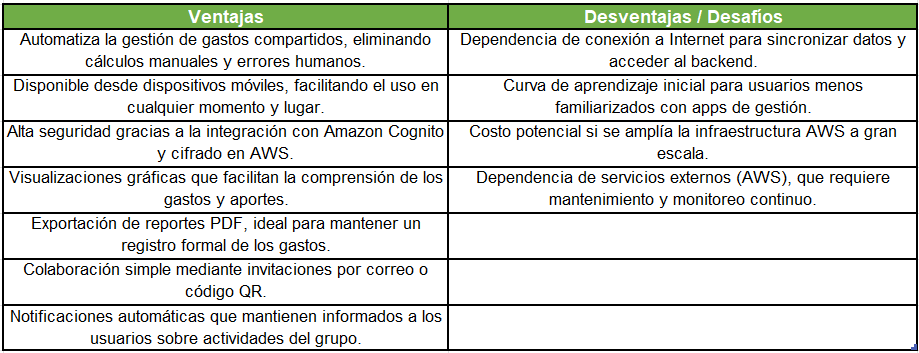 Ventajas
Desventajas / Desafíos
Automatiza la gestión de gastos compartidos, eliminando
cálculos manuales y errores humanos.
Dependencia de conexión a Internet para sincronizar datos y
acceder al backend.
Disponible desde dispositivos móviles, facilitando el uso en
cualquier momento y lugar.
Curva de aprendizaje inicial para usuarios menos
familiarizados con apps de gestión.
Alta seguridad gracias a la integración con Amazon Cognito
y cifrado en AWS.
Costo potencial si se amplía la infraestructura AWS a gran
escala.
Visualizaciones gráficas que facilitan la comprensión de los
gastos y aportes.
Dependencia de servicios externos (AWS), que requiere
mantenimiento y monitoreo continuo.
Exportación de reportes PDF, ideal para mantener un
registro formal de los gastos.
Colaboración simple mediante invitaciones por correo o
código QR.
Notificaciones automáticas que mantienen informados a los
usuarios sobre actividades del grupo.